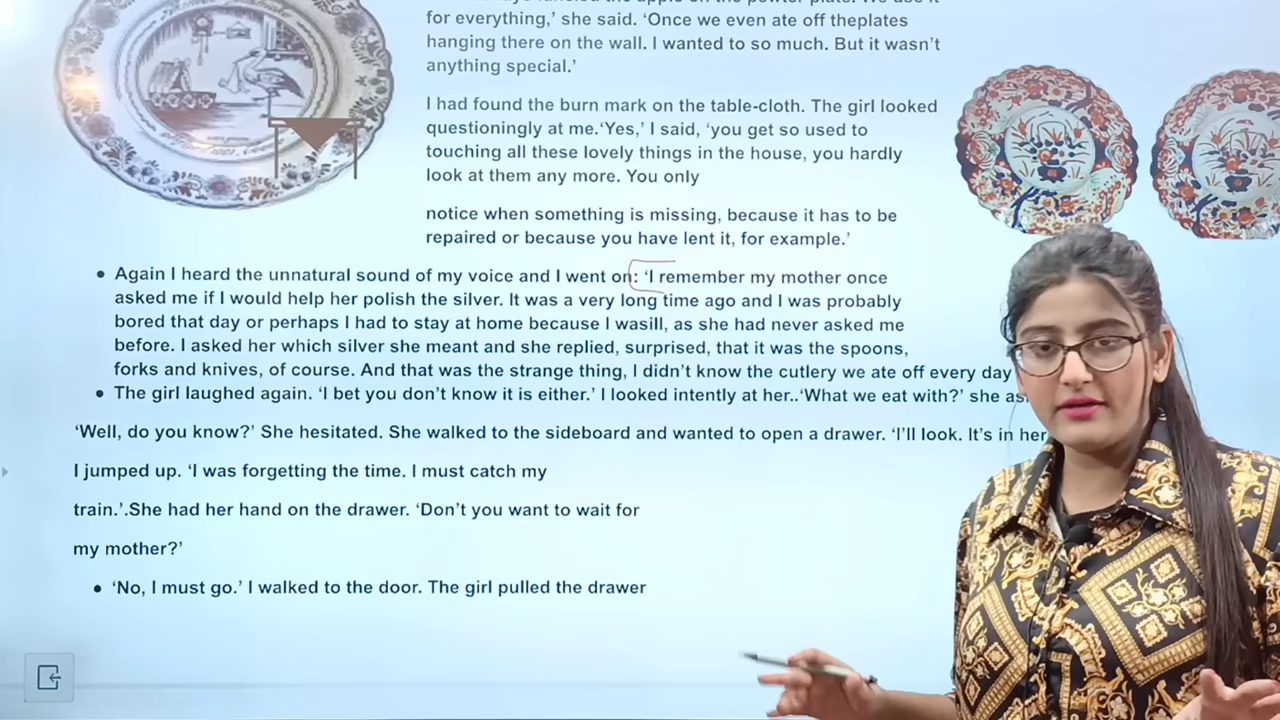 for everything,’ she said. ‘Once we even ate off theplates
hanging there on the wall. I wanted to so much. But it wasn’t
anything special.’
I had found the burn mark on the table-cloth. The girl looked
questioningly at me.‘Yes,’ I said, ‘you get so used to
touching all these lovely things in the house, you hardly
look at them any more. You only
notice when something is missing, because it has to be
repaired or because you have lent it, for example.’
• Again I heard the unnatural sound of my voice and I went on: ‘I remember my mother once
asked me if I would help her polish the silver. It was a very long time ago and I was probably
bored that day or perhaps I had to stay at home because I wasill, as she had never asked me
before. I asked her which silver she meant and she replied, surprised, that it was the spoons,
forks and knives, of course. And that was the strange thing, I didn’t know the cutlery we ate off every day
• The girl laughed again. ‘I bet you don’t know it is either.’ I looked intently at her..‘What we eat with?’ she
‘Well, do you know?’ She hesitated. She walked to the sideboard and wanted to open a drawer. ‘I’ll look. It’s in
I jumped up. ‘I was forgetting the time. I must catch my
train.’.She had her hand on the drawer. ‘Don’t you want to wait for
my mother?’
• ‘No, I must go.’ I walked to the door. The girl pulled the drawer